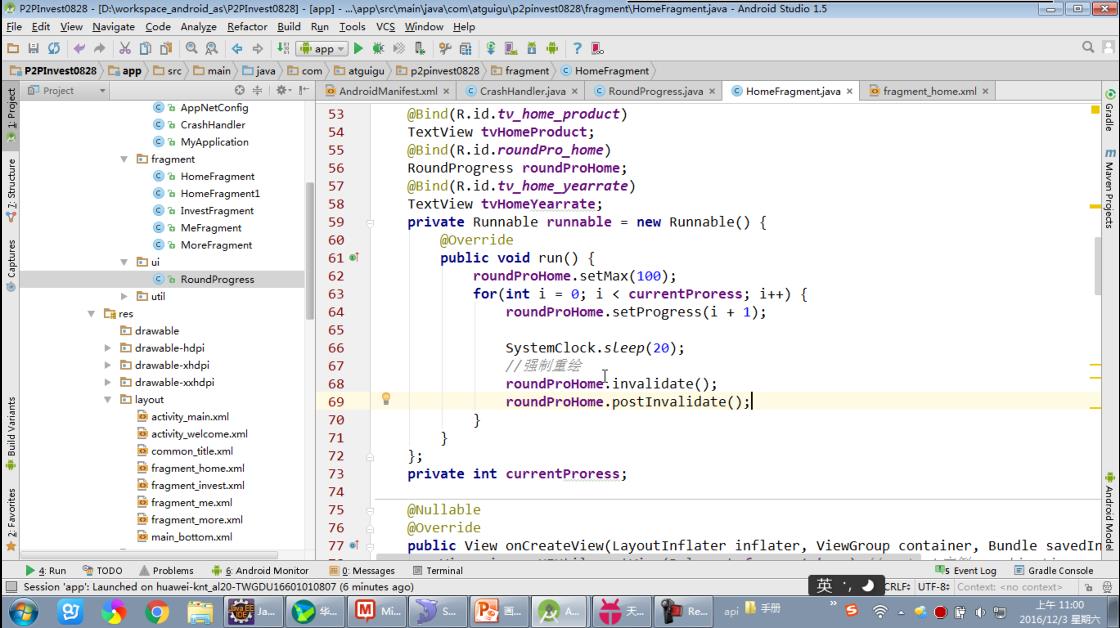 P2PInvest0828 - [D:\workspace_android_as\P2PInvest0828] - [app] - ...\app\src\main\java\com\atguigu\p2pinvest0828\fragment\HomeFragment.java - Android Studio 1.5
File Edit View Navigate Code Analyze Refactor Build Run Tools VCS Window Help
app
P2PInvest0828 app src main java com atguigu p2pinvest0828 fragment HomeFragment
Project
AndroidManifest.xml CrashHandler.java RoundProgress.java HomeFragment.java fragment_home.xml
1: Project
7: Structure
Captures
Build Variants
2: Favorites
AppNetConfig
CrashHandler
MyApplication
fragment
HomeFragment
HomeFragment1
InvestFragment
MeFragment
MoreFragment
ui
RoundProgress
util
res
drawable
drawable-hdpi
drawable-xhdpi
drawable-xxhdpi
layout
activity_main.xml
activity_welcome.xml
common_title.xml
fragment_home.xml
fragment_invest.xml
fragment_me.xml
fragment_more.xml
main_bottom.xml
53 @Bind(R.id.tv_home_product)
54 TextView tvHomeProduct;
55 @Bind(R.id.roundPro_home)
56 RoundProgress roundProHome;
57 @Bind(R.id.tv_home_yearrate)
58 TextView tvHomeYearrate;
59 private Runnable runnable = new Runnable() {
60 @Override
61 public void run() {
62 roundProHome.setMax(100);
63 for(int i = 0; i < currentProress; i++) {
64 roundProHome.setProgress(i + 1);
65
66 SystemClock.sleep(20);
67 //强制重绘
68 roundProHome.invalidate();
69 roundProHome.postInvalidate();
70 }
71 }
72 };
73 private int currentProress;
74
75 @Nullable
76 @Override
77 public View onCreateView(LayoutInflater inflater, ViewGroup container, Bundle savedIn
Gradle
Maven Projects
Android Model
4: Run TODO Problems 6: Android Monitor 0: Messages Terminal 5 Event Log Gradle Console
Session 'app': Launched on huawei-knt_al20-TWGDU16601010807 (6 minutes ago)
英 CRLF÷ UTF-8÷ Context: <no context>
Ja... 华... Mi... S... 画... A... 天... Re... api 手册
上午 11:00
2016/12/3 星期六